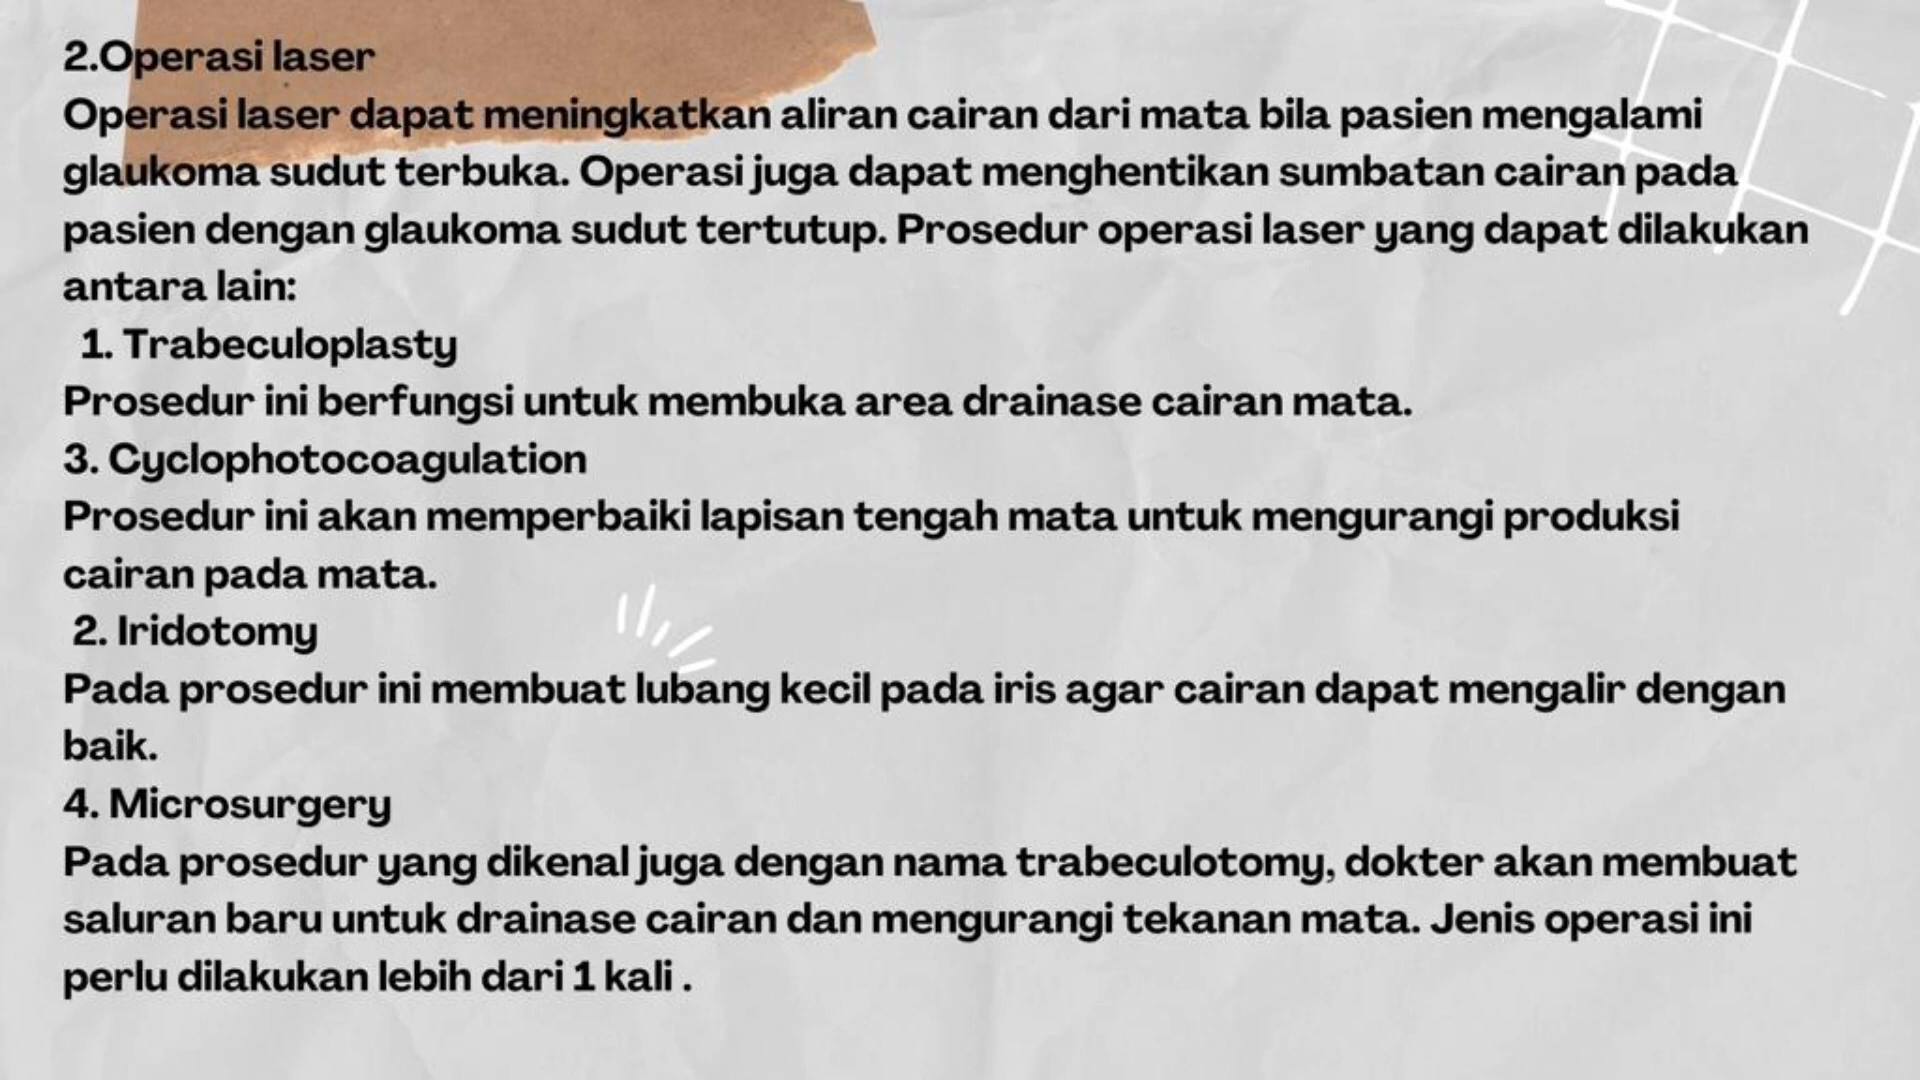 2.Operasi laser
Operasi laser dapat meningkatkan aliran cairan dari mata bila pasien mengalami
glaukoma sudut terbuka. Operasi juga dapat menghentikan sumbatan cairan pada
pasien dengan glaukoma sudut tertutup. Prosedur operasi laser yang dapat dilakukan
antara lain:
1. Trabeculoplasty
Prosedur ini berfungsi untuk membuka area drainase cairan mata.
3. Cyclophotocoagulation
Prosedur ini akan memperbaiki lapisan tengah mata untuk mengurangi produksi
cairan pada mata.
2. Iridotomy
Pada prosedur ini membuat lubang kecil pada iris agar cairan dapat mengalir dengan
baik.
4. Microsurgery
Pada prosedur yang dikenal juga dengan nama trabeculotomy, dokter akan membuat
saluran baru untuk drainase cairan dan mengurangi tekanan mata. Jenis operasi ini
perlu dilakukan lebih dari 1 kali .